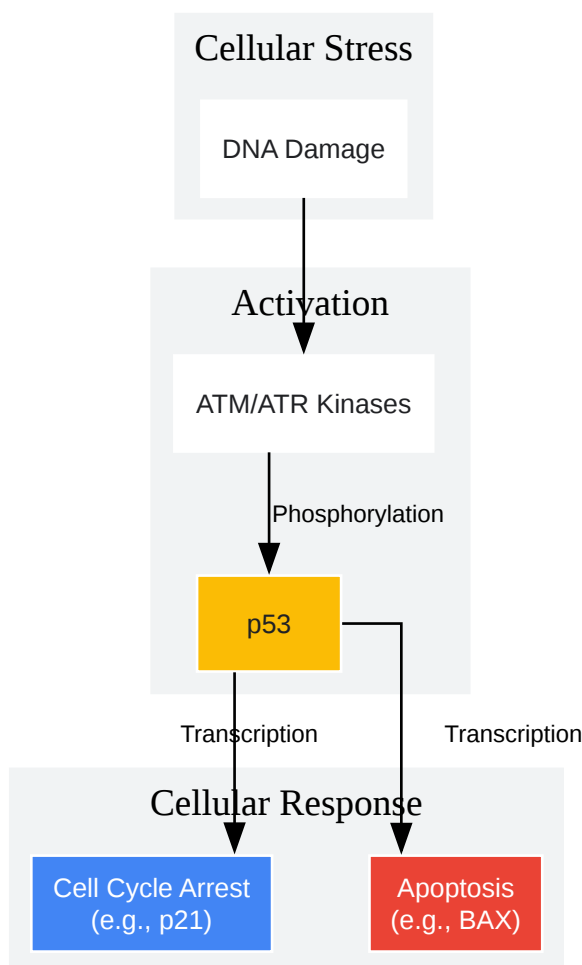 Cellular Stress
DNA Damage
Activation
ATM/ATR Kinases
Phosphorylation
p53
Transcription
Transcription
Cellular Response
Cell Cycle Arrest
(e.g., p21)
Apoptosis
(e.g., BAX)